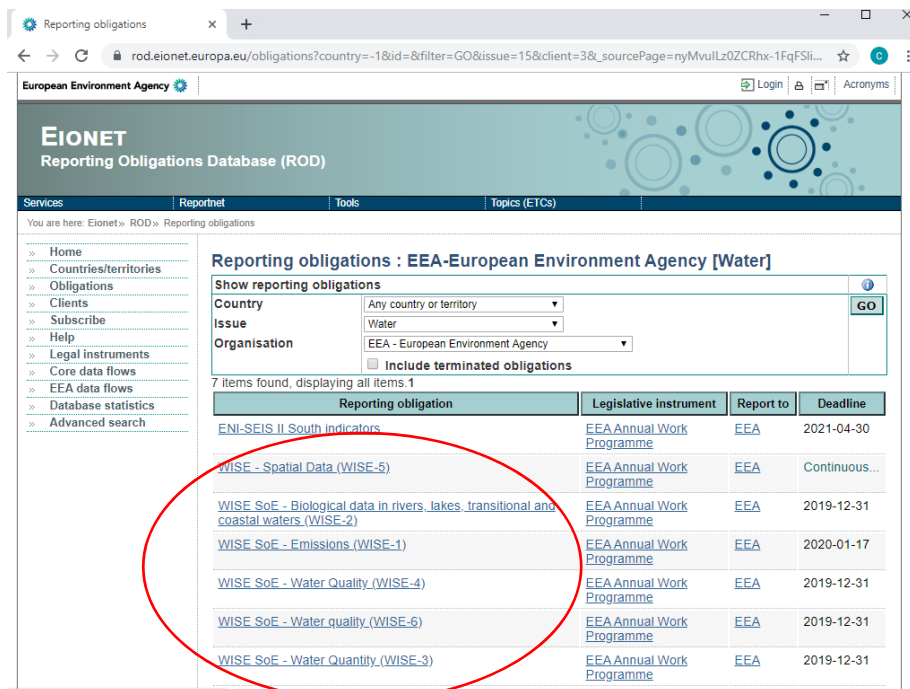 Reporting obligations
rod.eionet.europa.eu/obligations?country=-1&id=&filter=GO&issue=15&client=3&_sourcePage=nyMvulLz0ZCRhx-1FqFSli...
C
European Environment Agency
Login
Acronyms
EIONET
Reporting Obligations Database (ROD)
Services Reportnet Tools Topics (ETCs)
You are here: Eionet » ROD » Reporting obligations
» Home
» Countries/territories
» Obligations
» Clients
» Subscribe
» Help
» Legal instruments
» Core data flows
» EEA data flows
» Database statistics
» Advanced search
Reporting obligations : EEA-European Environment Agency [Water]
Show reporting obligations
Country Any country or territory GO
Issue Water
Organisation EEA - European Environment Agency
Include terminated obligations
7 items found, displaying all items.1
Reporting obligation Legislative instrument Report to Deadline
ENI-SEIS II South indicators EEA Annual Work EEA 2021-04-30
Programme
WISE - Spatial Data (WISE-5) EEA Annual Work EEA Continuous...
Programme
WISE SoE - Biological data in rivers, lakes, transitional and EEA Annual Work EEA 2019-12-31
coastal waters (WISE-2) Programme
WISE SoE - Emissions (WISE-1) EEA Annual Work EEA 2020-01-17
Programme
WISE SoE - Water Quality (WISE-4) EEA Annual Work EEA 2019-12-31
Programme
WISE SoE - Water quality (WISE-6) EEA Annual Work EEA 2019-12-31
Programme
WISE SoE - Water Quantity (WISE-3) EEA Annual Work EEA 2019-12-31
Programme